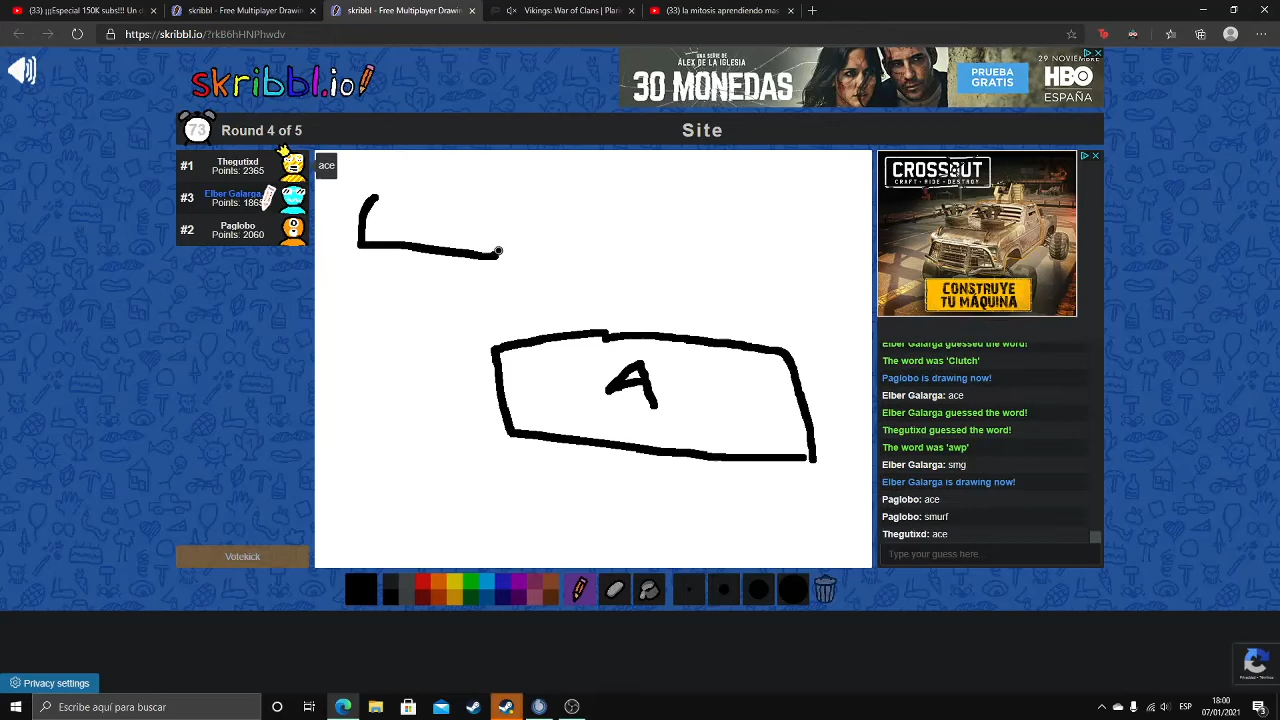 (33) ¡¡¡Especial 150K subs!!! Un d
skribbl - Free Multiplayer Drawin
skribbl - Free Multiplayer Drawin
Vikings: War of Clans | Plari
(33) la mitosis aprendiendo mas
https://skribbl.io/?rkB6hHNPhwdv
skribbl.io
UNA SERIE DE
ÁLEX DE LA IGLESIA
30 MONEDAS
PRUEBA
GRATIS
29 NOVIEMBRE
HBO
ESPAÑA
73
Round 4 of 5
Site
#1
Thegutixd
Points: 2365
#3
Elber Galarga
Points: 1865
#2
Paglobo
Points: 2060
ace
A
CROSSOUT
CRAFT · RIDE · DESTROY
CONSTRUYE
TU MÁQUINA
Elber Galarga guessed the word!
The word was 'Clutch'
Paglobo is drawing now!
Elber Galarga: ace
Elber Galarga guessed the word!
Thegutixd guessed the word!
The word was 'awp'
Elber Galarga: smg
Elber Galarga is drawing now!
Paglobo: ace
Paglobo: smurf
Thegutixd: ace
Type your guess here...
Votekick
Privacy settings
Privacidad - Términos
Escribe aquí para buscar
ESP
18:00
07/01/2021